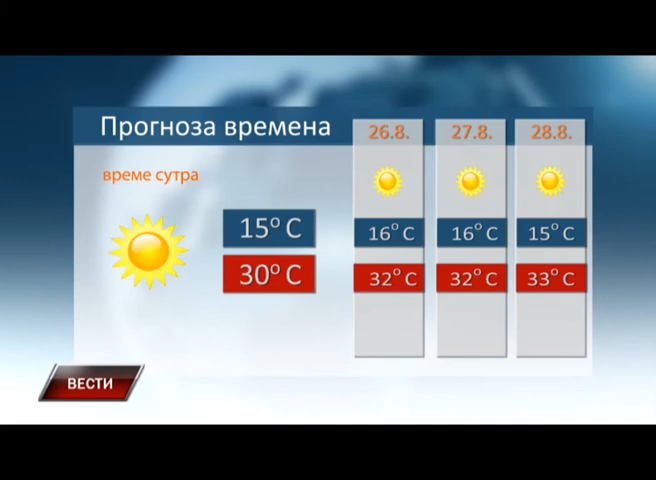 Прогноза времена
време сутра
15° C
30° C
26.8.
16° C
32° C
27.8.
16° C
32° C
28.8.
15° C
33° C
ВЕСТИ